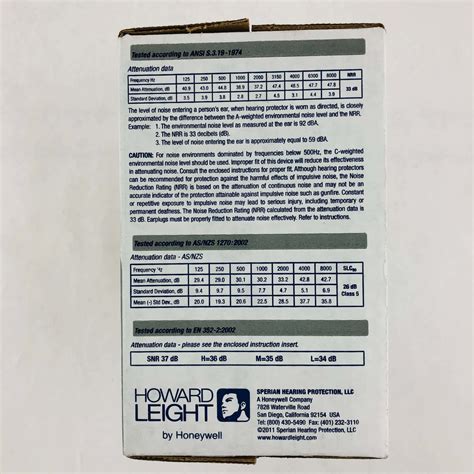 Tested according to ANSI S.3.19-1974
Attenuation data
Frequency Hz 125 250 500 1000 2000 3150 4000 8000 NRR
Mean Attenuation, dB 40.9 43.0 44.8 38.9 37.2 47.4 47.7 47.8 33 dB
Standard Deviation, dB 3.5 3.9 3.8 2.8 2.7 4.5 3.1 4.4 3.9
The level of noise entering a person's ear, when hearing protector is worn as directed, is closely
approximated by the difference between the A-weighted environmental noise level and the NRR.
Example: 1. The environmental noise level as measured at the ear is 92 dBA.
2. The NRR is 33 decibels (dB).
3. The level of noise entering the ear is approximately equal to 59 dBA.
CAUTION: For noise environments dominated by frequencies below 500Hz, the C-weighted
environmental noise level should be used. Improper fit of this device will reduce its effectiveness
in attenuating noise. Consult the enclosed instructions for proper fit. Although hearing protectors
can be recommended for protection against the harmful effects of impulsive noise, the Noise
Reduction Rating (NRR) is based on the attenuation of continuous noise and may not be an
accurate indicator of the protection attainable against impulsive noise such as gunfire. Constant
or repetitive exposure to impulsive noise may lead to serious injury, including temporary or
permanent deafness. The Noise Reduction Rating (NRR) calculated from the attenuation data is
33 dB. Earplugs must be properly fitted to attenuate noise effectively. Refer to Instructions.
Tested according to AS/NZS 1270:2002
Attenuation data - AS/NZS
Frequency Hz 125 250 500 1000 2000 4000 8000 SLC80
Mean Attenuation, dB 29.4 29.0 30.1 30.2 33.2 42.8 42.7 26 dB
Standard Deviation, dB 9.4 9.7 9.5 7.7 4.7 5.1 6.9 Class 5
Mean (-) Std Dev., dB 20.0 19.3 20.6 22.5 28.5 37.7 35.8
Tested according to EN 352-2:2002
Attenuation data - please see the enclosed instruction insert.
SNR 37 dB H=36 dB M=35 dB L=34 dB
HOWARD
LEIGHT
by Honeywell
SPERIAN HEARING PROTECTION, LLC
A Honeywell Company
7828 Waterville Road
San Diego, California 92154 USA
Tel: (800) 430-5490 Fax: (401) 232-3110
©2011 Sperian Hearing Protection, LLC
www.howardleight.com